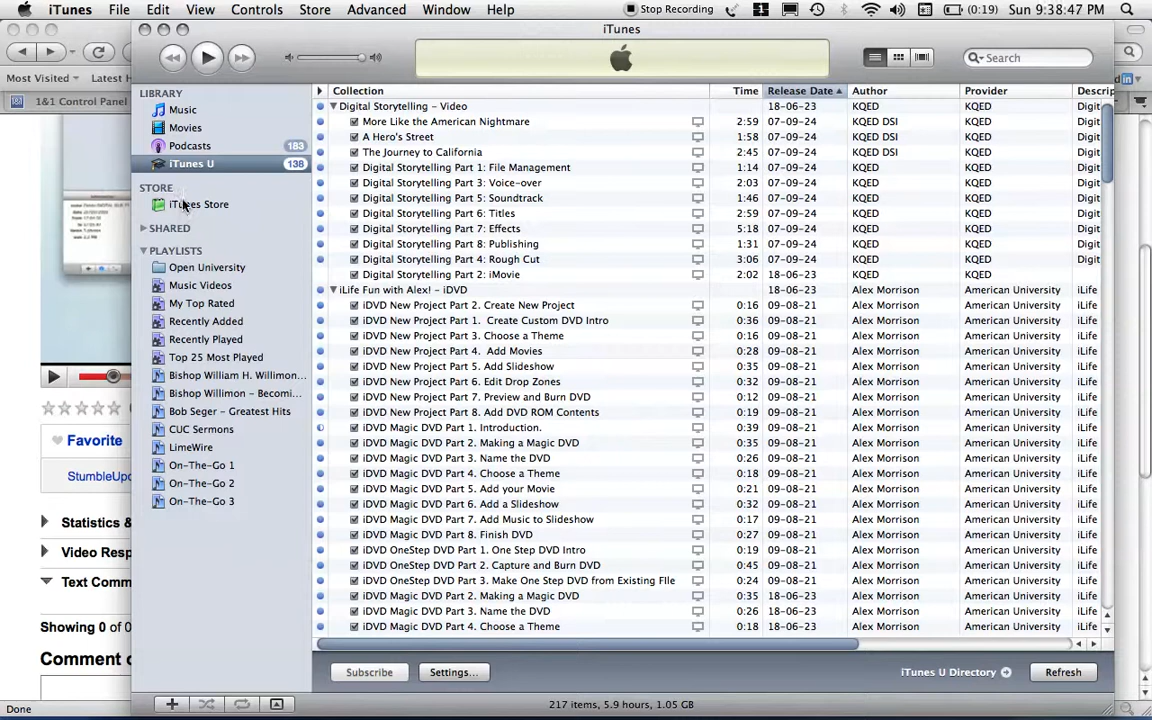 iTunes File Edit View Controls Store Advanced Window Help Stop Recording 1 (0:19) Sun 9:38:47 PM
iTunes
Search
Most Visited Latest H
1&1 Control Panel
LIBRARY
Music
Movies
Podcasts 183
iTunes U 138
STORE
iTunes Store
SHARED
PLAYLISTS
Open University
Music Videos
My Top Rated
Recently Added
Recently Played
Top 25 Most Played
Bishop William H. Willimon...
Bishop Willimon – Becomi...
Bob Seger – Greatest Hits
CUC Sermons
LimeWire
On-The-Go 1
On-The-Go 2
On-The-Go 3
Collection Time Release Date Author Provider Descrip
Digital Storytelling – Video 18-06-23 KQED KQED Digit
More Like the American Nightmare 2:59 07-09-24 KQED DSI KQED Digit
A Hero's Street 1:58 07-09-24 KQED DSI KQED Digit
The Journey to California 2:45 07-09-24 KQED DSI KQED Digit
Digital Storytelling Part 1: File Management 1:14 07-09-24 KQED KQED Digit
Digital Storytelling Part 3: Voice-over 2:03 07-09-24 KQED KQED Digit
Digital Storytelling Part 5: Soundtrack 1:46 07-09-24 KQED KQED Digit
Digital Storytelling Part 6: Titles 2:59 07-09-24 KQED KQED Digit
Digital Storytelling Part 7: Effects 5:18 07-09-24 KQED KQED Digit
Digital Storytelling Part 8: Publishing 1:31 07-09-24 KQED KQED Digit
Digital Storytelling Part 4: Rough Cut 3:06 07-09-24 KQED KQED Digit
Digital Storytelling Part 2: iMovie 2:02 18-06-23 KQED KQED
iLife Fun with Alex! – iDVD 18-06-23 Alex Morrison American University iLife
iDVD New Project Part 2. Create New Project 0:16 09-08-21 Alex Morrison American University iLife
iDVD New Project Part 1. Create Custom DVD Intro 0:36 09-08-21 Alex Morrison American University iLife
iDVD New Project Part 3. Choose a Theme 0:16 09-08-21 Alex Morrison American University iLife
iDVD New Project Part 4. Add Movies 0:28 09-08-21 Alex Morrison American University iLife
iDVD New Project Part 5. Add Slideshow 0:35 09-08-21 Alex Morrison American University iLife
iDVD New Project Part 6. Edit Drop Zones 0:32 09-08-21 Alex Morrison American University iLife
iDVD New Project Part 7. Preview and Burn DVD 0:12 09-08-21 Alex Morrison American University iLife
iDVD New Project Part 8. Add DVD ROM Contents 0:19 09-08-21 Alex Morrison American University iLife
iDVD Magic DVD Part 1. Introduction. 0:39 09-08-21 Alex Morrison American University iLife
iDVD Magic DVD Part 2. Making a Magic DVD 0:35 09-08-21 Alex Morrison American University iLife
iDVD Magic DVD Part 3. Name the DVD 0:26 09-08-21 Alex Morrison American University iLife
iDVD Magic DVD Part 4. Choose a Theme 0:18 09-08-21 Alex Morrison American University iLife
iDVD Magic DVD Part 5. Add your Movie 0:21 09-08-21 Alex Morrison American University iLife
iDVD Magic DVD Part 6. Add a Slideshow 0:32 09-08-21 Alex Morrison American University iLife
iDVD Magic DVD Part 7. Add Music to Slideshow 0:17 09-08-21 Alex Morrison American University iLife
iDVD Magic DVD Part 8. Finish DVD 0:27 09-08-21 Alex Morrison American University iLife
iDVD OneStep DVD Part 1. One Step DVD Intro 0:19 09-08-21 Alex Morrison American University iLife
iDVD OneStep DVD Part 2. Capture and Burn DVD 0:45 09-08-21 Alex Morrison American University iLife
iDVD OneStep DVD Part 3. Make One Step DVD from Existing FIle 0:24 09-08-21 Alex Morrison American University iLife
iDVD Magic DVD Part 2. Making a Magic DVD 0:35 18-06-23 Alex Morrison American University iLife
iDVD Magic DVD Part 3. Name the DVD 0:26 18-06-23 Alex Morrison American University iLife
iDVD Magic DVD Part 4. Choose a Theme 0:18 18-06-23 Alex Morrison American University iLife
Favorite
StumbleUpo
Statistics &
Video Resp
Text Comm
Showing 0 of 0
Comment o
Subscribe Settings... iTunes U Directory Refresh
Done
217 items, 5.9 hours, 1.05 GB